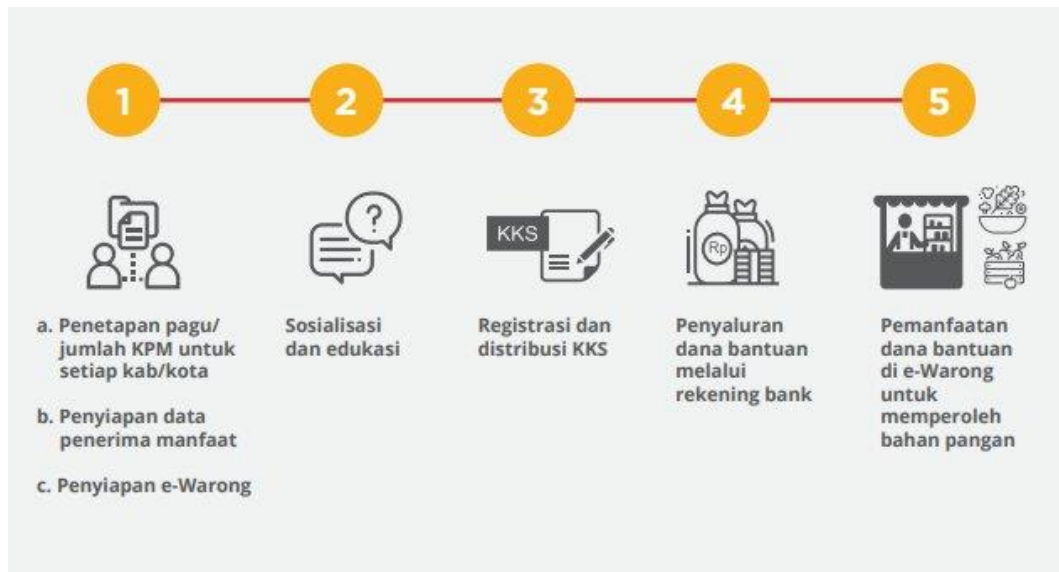 1
2
3
4
5
?
KKS
Rp
a. Penetapan pagu/
jumlah KPM untuk
setiap kab/kota
b. Penyiapan data
penerima manfaat
c. Penyiapan e-Warong
Sosialisasi
dan edukasi
Registrasi dan
distribusi KKS
Penyaluran
dana bantuan
melalui
rekening bank
Pemanfaatan
dana bantuan
di e-Warong
untuk
memperoleh
bahan pangan